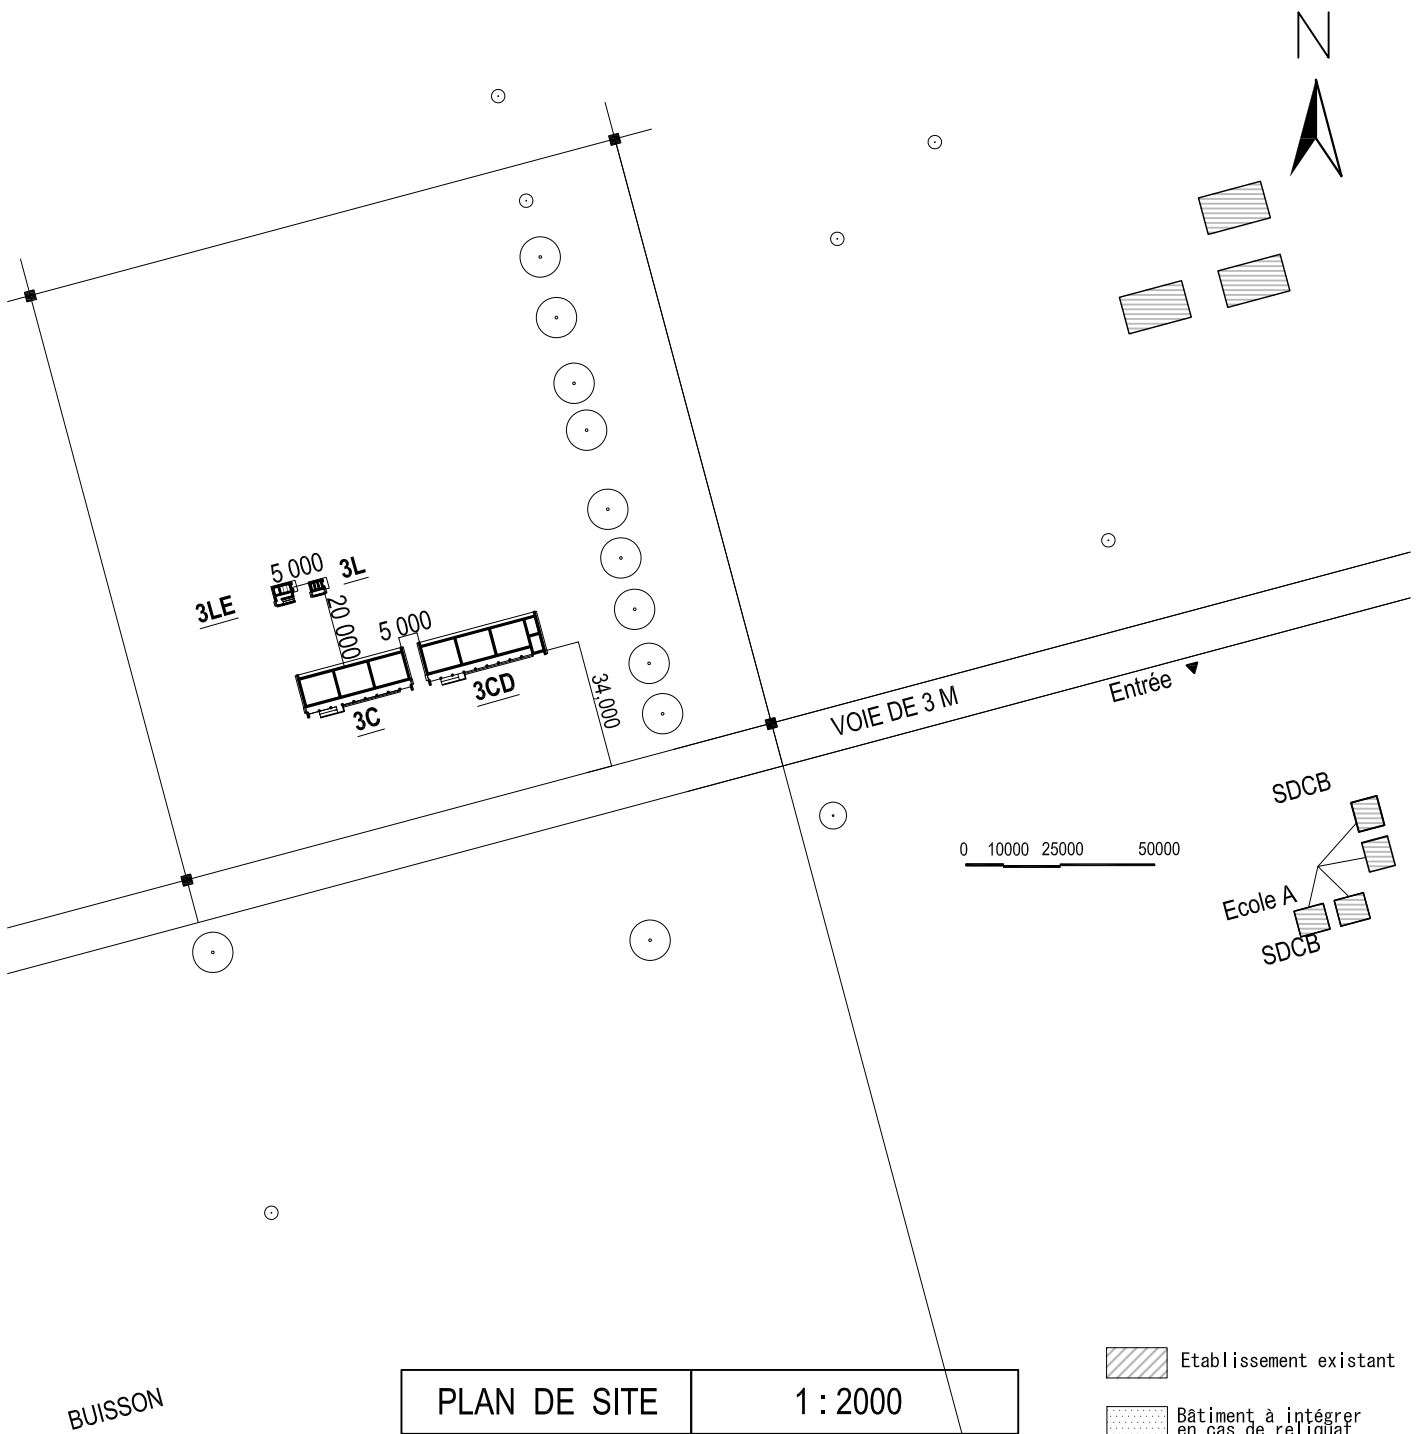 N
5 000
3L
3LE
20 000
5 000
3CD
3C
34,000
VOIE DE 3 M
Entrée
SDCB
0 10000 25000 50000
Ecole A
SDCB
Etablissement existant
PLAN DE SITE 1 : 2000
BUISSON
Bâtiment à intégrer
en cas de reliquat